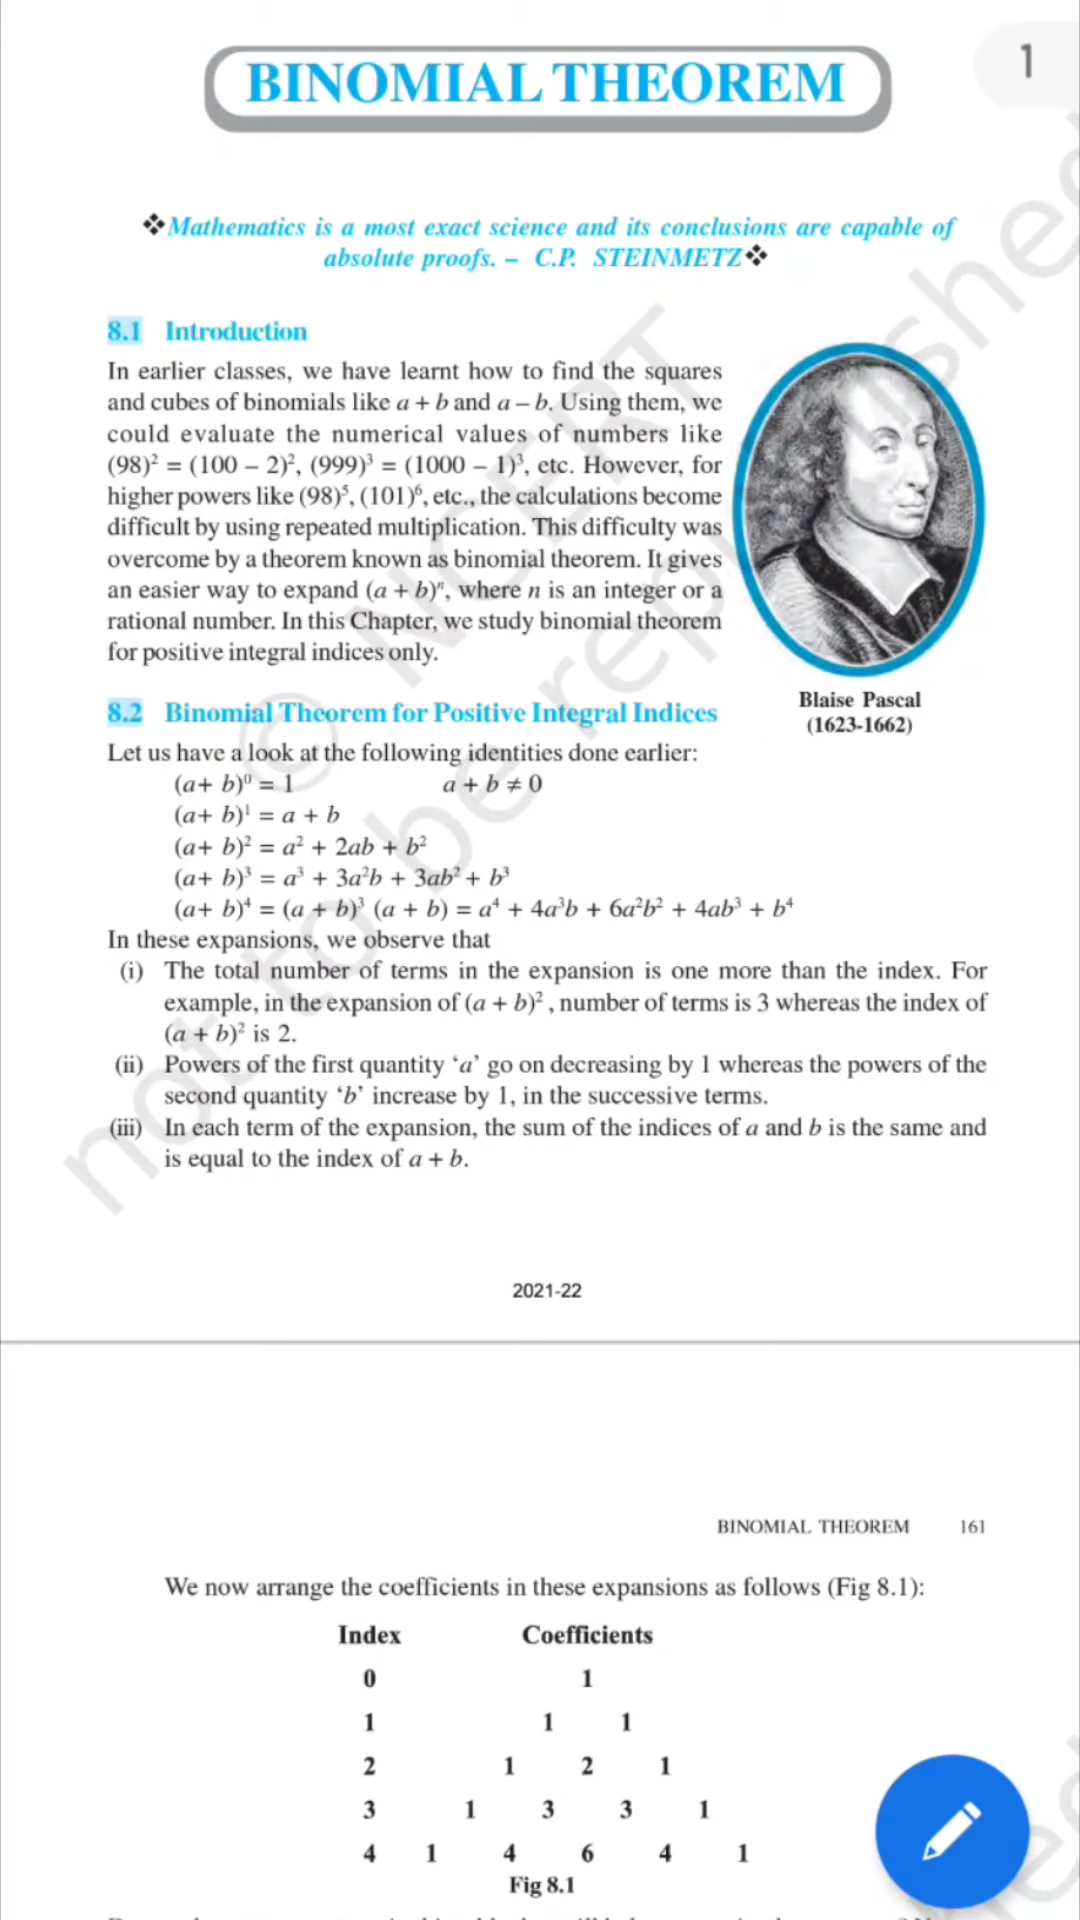 BINOMIAL THEOREM
1
❖Mathematics is a most exact science and its conclusions are capable of
absolute proofs. – C.P. STEINMETZ❖
8.1 Introduction
In earlier classes, we have learnt how to find the squares
and cubes of binomials like a + b and a – b. Using them, we
could evaluate the numerical values of numbers like
(98)² = (100 – 2)², (999)³ = (1000 – 1)³, etc. However, for
higher powers like (98)⁵, (101)⁶, etc., the calculations become
difficult by using repeated multiplication. This difficulty was
overcome by a theorem known as binomial theorem. It gives
an easier way to expand (a + b)ⁿ, where n is an integer or a
rational number. In this Chapter, we study binomial theorem
for positive integral indices only.
Blaise Pascal
(1623-1662)
8.2 Binomial Theorem for Positive Integral Indices
Let us have a look at the following identities done earlier:
(a+ b)⁰ = 1 a + b ≠ 0
(a+ b)¹ = a + b
(a+ b)² = a² + 2ab + b²
(a+ b)³ = a³ + 3a²b + 3ab² + b³
(a+ b)⁴ = (a + b)³ (a + b) = a⁴ + 4a³b + 6a²b² + 4ab³ + b⁴
In these expansions, we observe that
(i) The total number of terms in the expansion is one more than the index. For
example, in the expansion of (a + b)² , number of terms is 3 whereas the index of
(a + b)² is 2.
(ii) Powers of the first quantity ‘a’ go on decreasing by 1 whereas the powers of the
second quantity ‘b’ increase by 1, in the successive terms.
(iii) In each term of the expansion, the sum of the indices of a and b is the same and
is equal to the index of a + b.
© NCERT
not to be republished
2021-22
BINOMIAL THEOREM 161
We now arrange the coefficients in these expansions as follows (Fig 8.1):
Index Coefficients
0 1
1 1 1
2 1 2 1
3 1 3 3 1
4 1 4 6 4 1
Fig 8.1